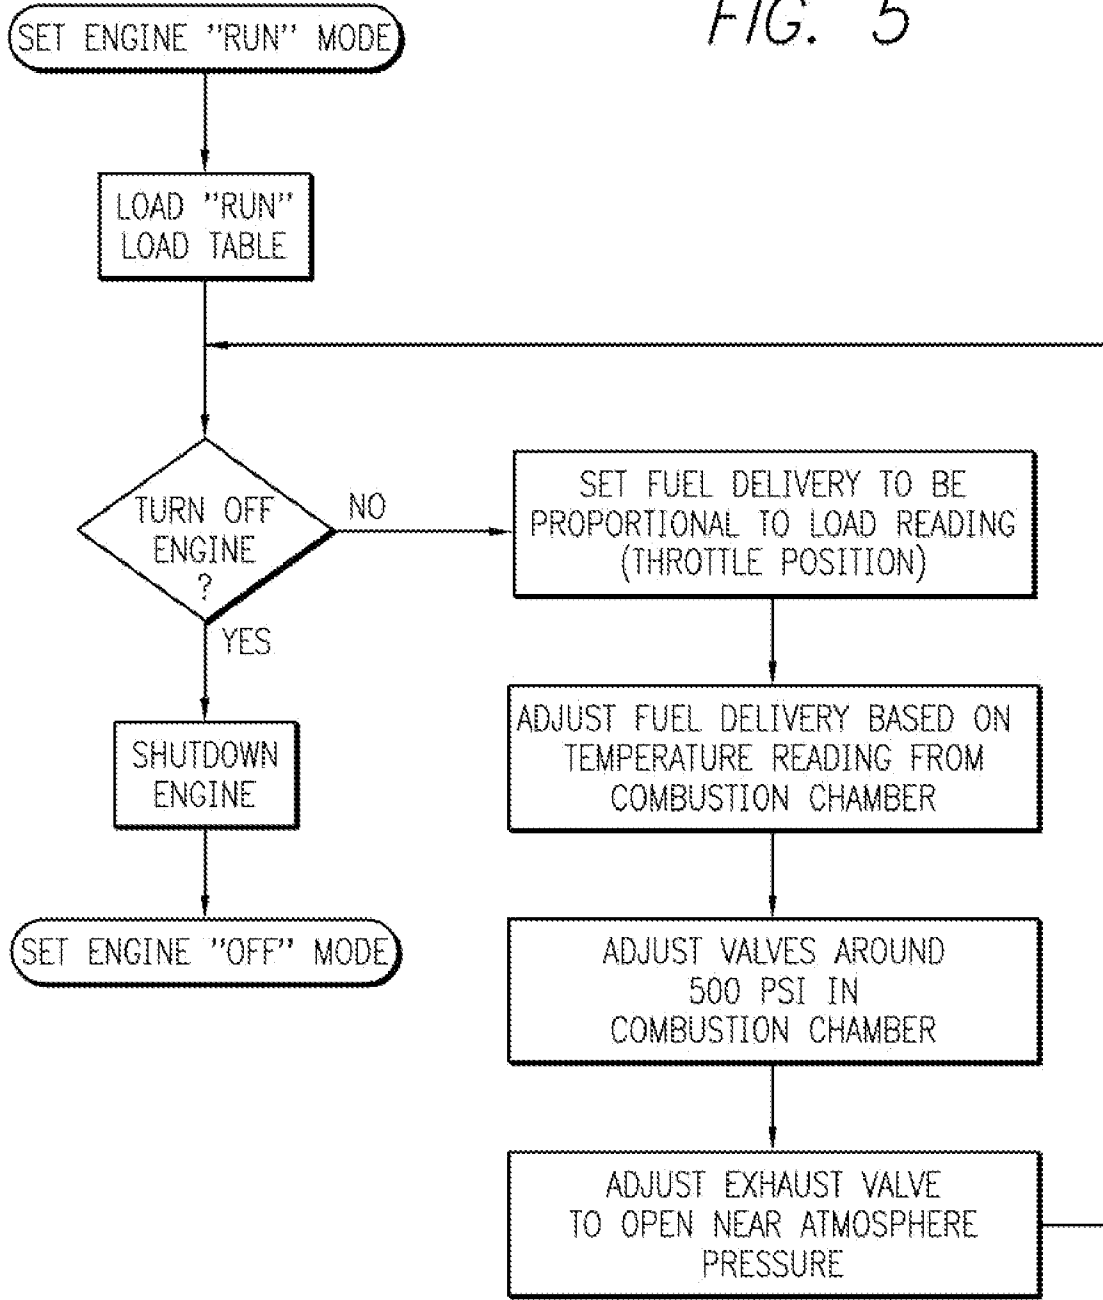 FIG. 5
SET ENGINE "RUN" MODE
LOAD "RUN"
LOAD TABLE
TURN OFF
ENGINE
?
NO
YES
SHUTDOWN
ENGINE
SET ENGINE "OFF" MODE
SET FUEL DELIVERY TO BE
PROPORTIONAL TO LOAD READING
(THROTTLE POSITION)
ADJUST FUEL DELIVERY BASED ON
TEMPERATURE READING FROM
COMBUSTION CHAMBER
ADJUST VALVES AROUND
500 PSI IN
COMBUSTION CHAMBER
ADJUST EXHAUST VALVE
TO OPEN NEAR ATMOSPHERE
PRESSURE